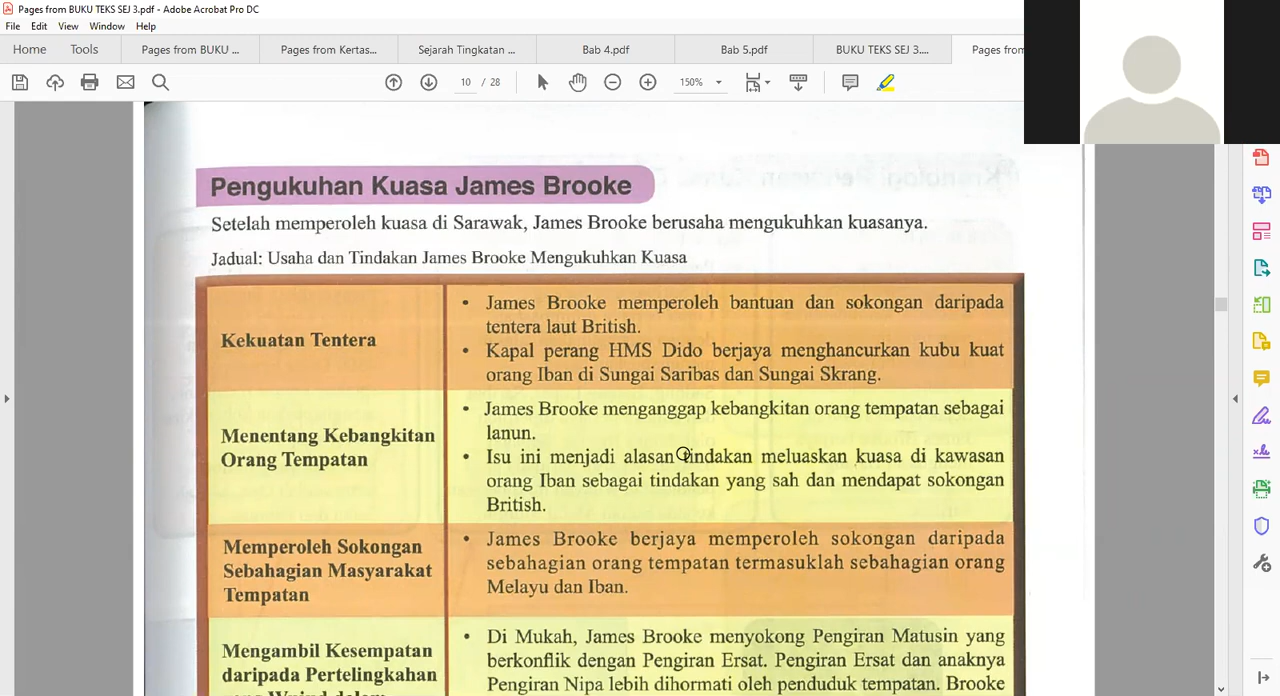 Pages from BUKU TEKS SEJ 3.pdf - Adobe Acrobat Pro DC
File Edit View Window Help
Home Tools Pages from BUKU ... Pages from Kertas... Sejarah Tingkatan ... Bab 4.pdf Bab 5.pdf BUKU TEKS SEJ 3.... Pages from
10 / 28 150%
Pengukuhan Kuasa James Brooke
Setelah memperoleh kuasa di Sarawak, James Brooke berusaha mengukuhkan kuasanya.
Jadual: Usaha dan Tindakan James Brooke Mengukuhkan Kuasa
Kekuatan Tentera
• James Brooke memperoleh bantuan dan sokongan daripada
tentera laut British.
• Kapal perang HMS Dido berjaya menghancurkan kubu kuat
orang Iban di Sungai Saribas dan Sungai Skrang.
Menentang Kebangkitan
Orang Tempatan
• James Brooke menganggap kebangkitan orang tempatan sebagai
lanun.
• Isu ini menjadi alasan tindakan meluaskan kuasa di kawasan
orang Iban sebagai tindakan yang sah dan mendapat sokongan
British.
Memperoleh Sokongan
Sebahagian Masyarakat
Tempatan
• James Brooke berjaya memperoleh sokongan daripada
sebahagian orang tempatan termasuklah sebahagian orang
Melayu dan Iban.
Mengambil Kesempatan
daripada Pertelingkahan
yang Wujud dalam
• Di Mukah, James Brooke menyokong Pengiran Matusin yang
berkonflik dengan Pengiran Ersat. Pengiran Ersat dan anaknya
Pengiran Nipa lebih dihormati oleh penduduk tempatan. Brooke